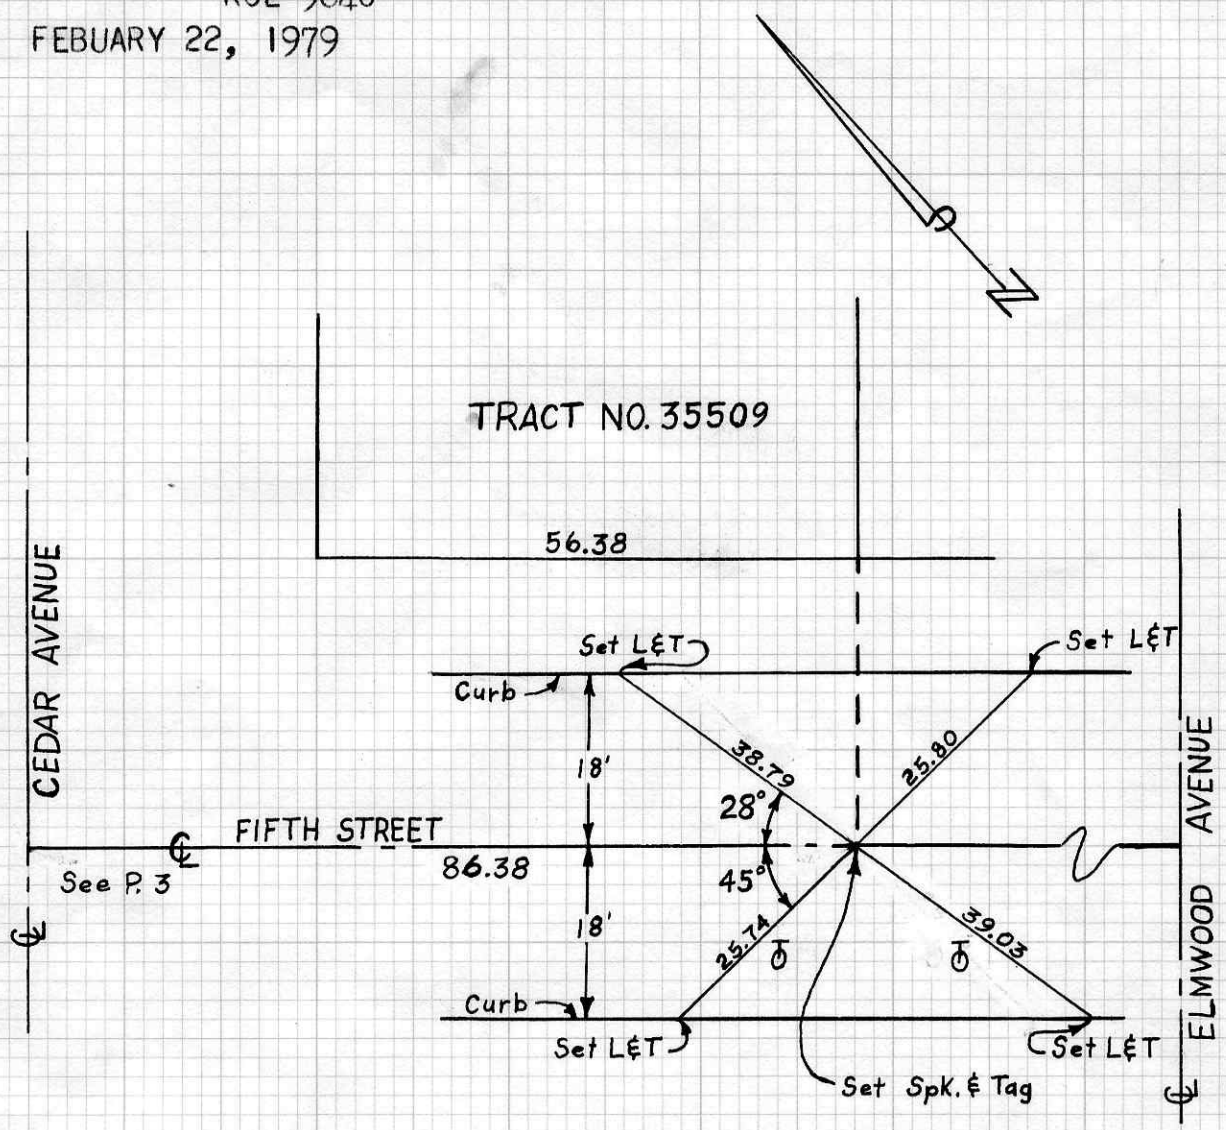 FEBUARY 22, 1979
S
N
TRACT NO. 35509
56.38
CEDAR AVENUE
Set L&T
Set L&T
Curb
18'
38.79
25.80
28°
FIFTH STREET
86.38
See P. 3
45°
18'
25.74
39.03
Curb
Set L&T
Set L&T
Set Spk. & Tag
ELMWOOD AVENUE